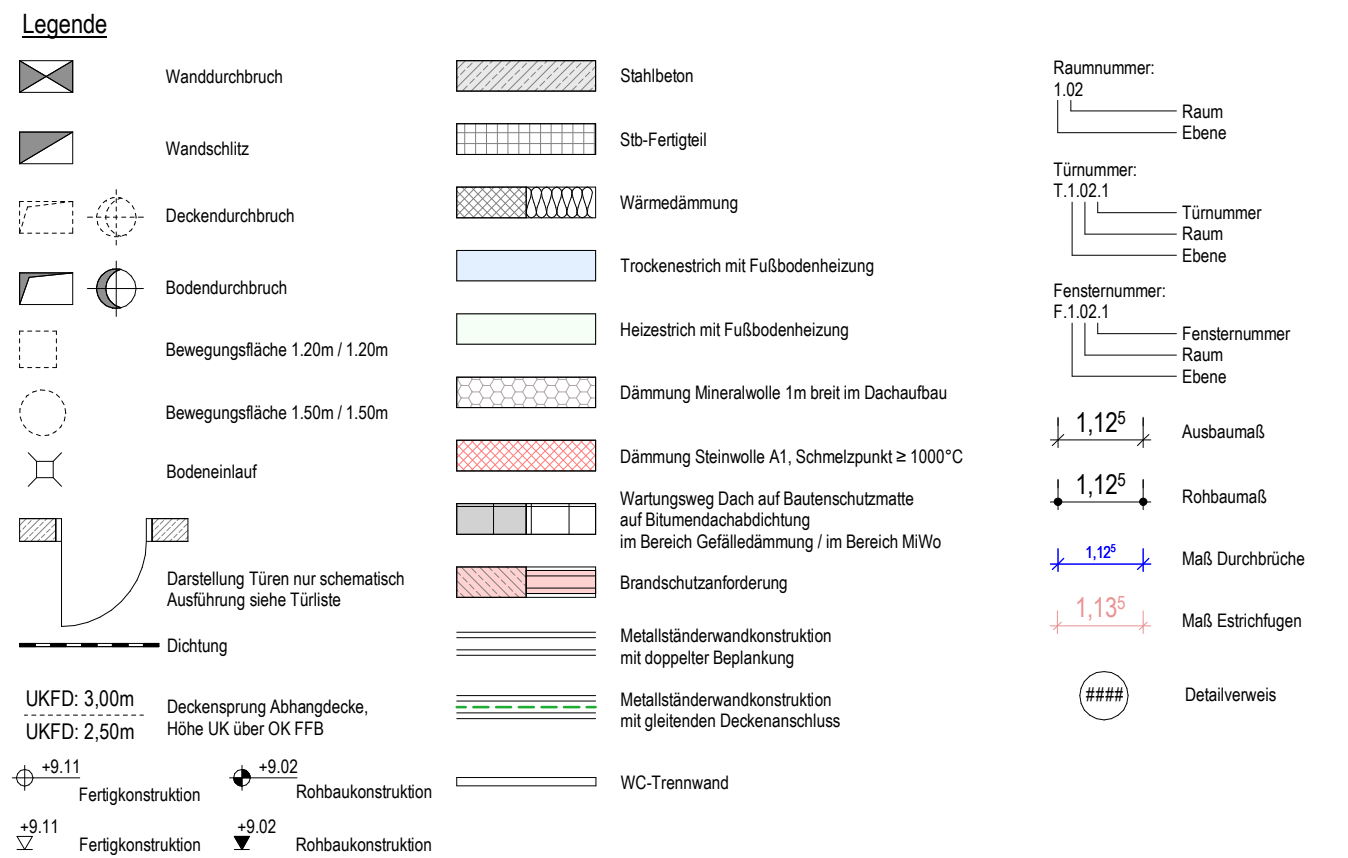 Legende
Wanddurchbruch
Wandschlitz
Deckendurchbruch
Bodendurchbruch
Bewegungsfläche 1.20m / 1.20m
Bewegungsfläche 1.50m / 1.50m
Bodeneinlauf
Darstellung Türen nur schematisch
Ausführung siehe Türliste
Dichtung
UKFD: 3,00m
UKFD: 2,50m
Deckensprung Abhangdecke,
Höhe UK über OK FFB
+9.11
Fertigkonstruktion
+9.02
Rohbaukonstruktion
+9.11
Fertigkonstruktion
+9.02
Rohbaukonstruktion
Stahlbeton
Stb-Fertigteil
Wärmedämmung
Trockenestrich mit Fußbodenheizung
Heizestrich mit Fußbodenheizung
Dämmung Mineralwolle 1m breit im Dachaufbau
Dämmung Steinwolle A1, Schmelzpunkt ≥ 1000°C
Wartungsweg Dach auf Bautenschutzmatte
auf Bitumendachabdichtung
im Bereich Gefälledämmung / im Bereich MiWo
Brandschutzanforderung
Metallständerwandkonstruktion
mit doppelter Beplankung
Metallständerwandkonstruktion
mit gleitenden Deckenanschluss
WC-Trennwand
Raumnummer:
1.02
Raum
Ebene
Türnummer:
T.1.02.1
Türnummer
Raum
Ebene
Fensternummer:
F.1.02.1
Fensternummer
Raum
Ebene
1,12⁵
Ausbaumaß
1,12⁵
Rohbaumaß
1,12⁵
Maß Durchbrüche
1,13⁵
Maß Estrichfugen
####
Detailverweis